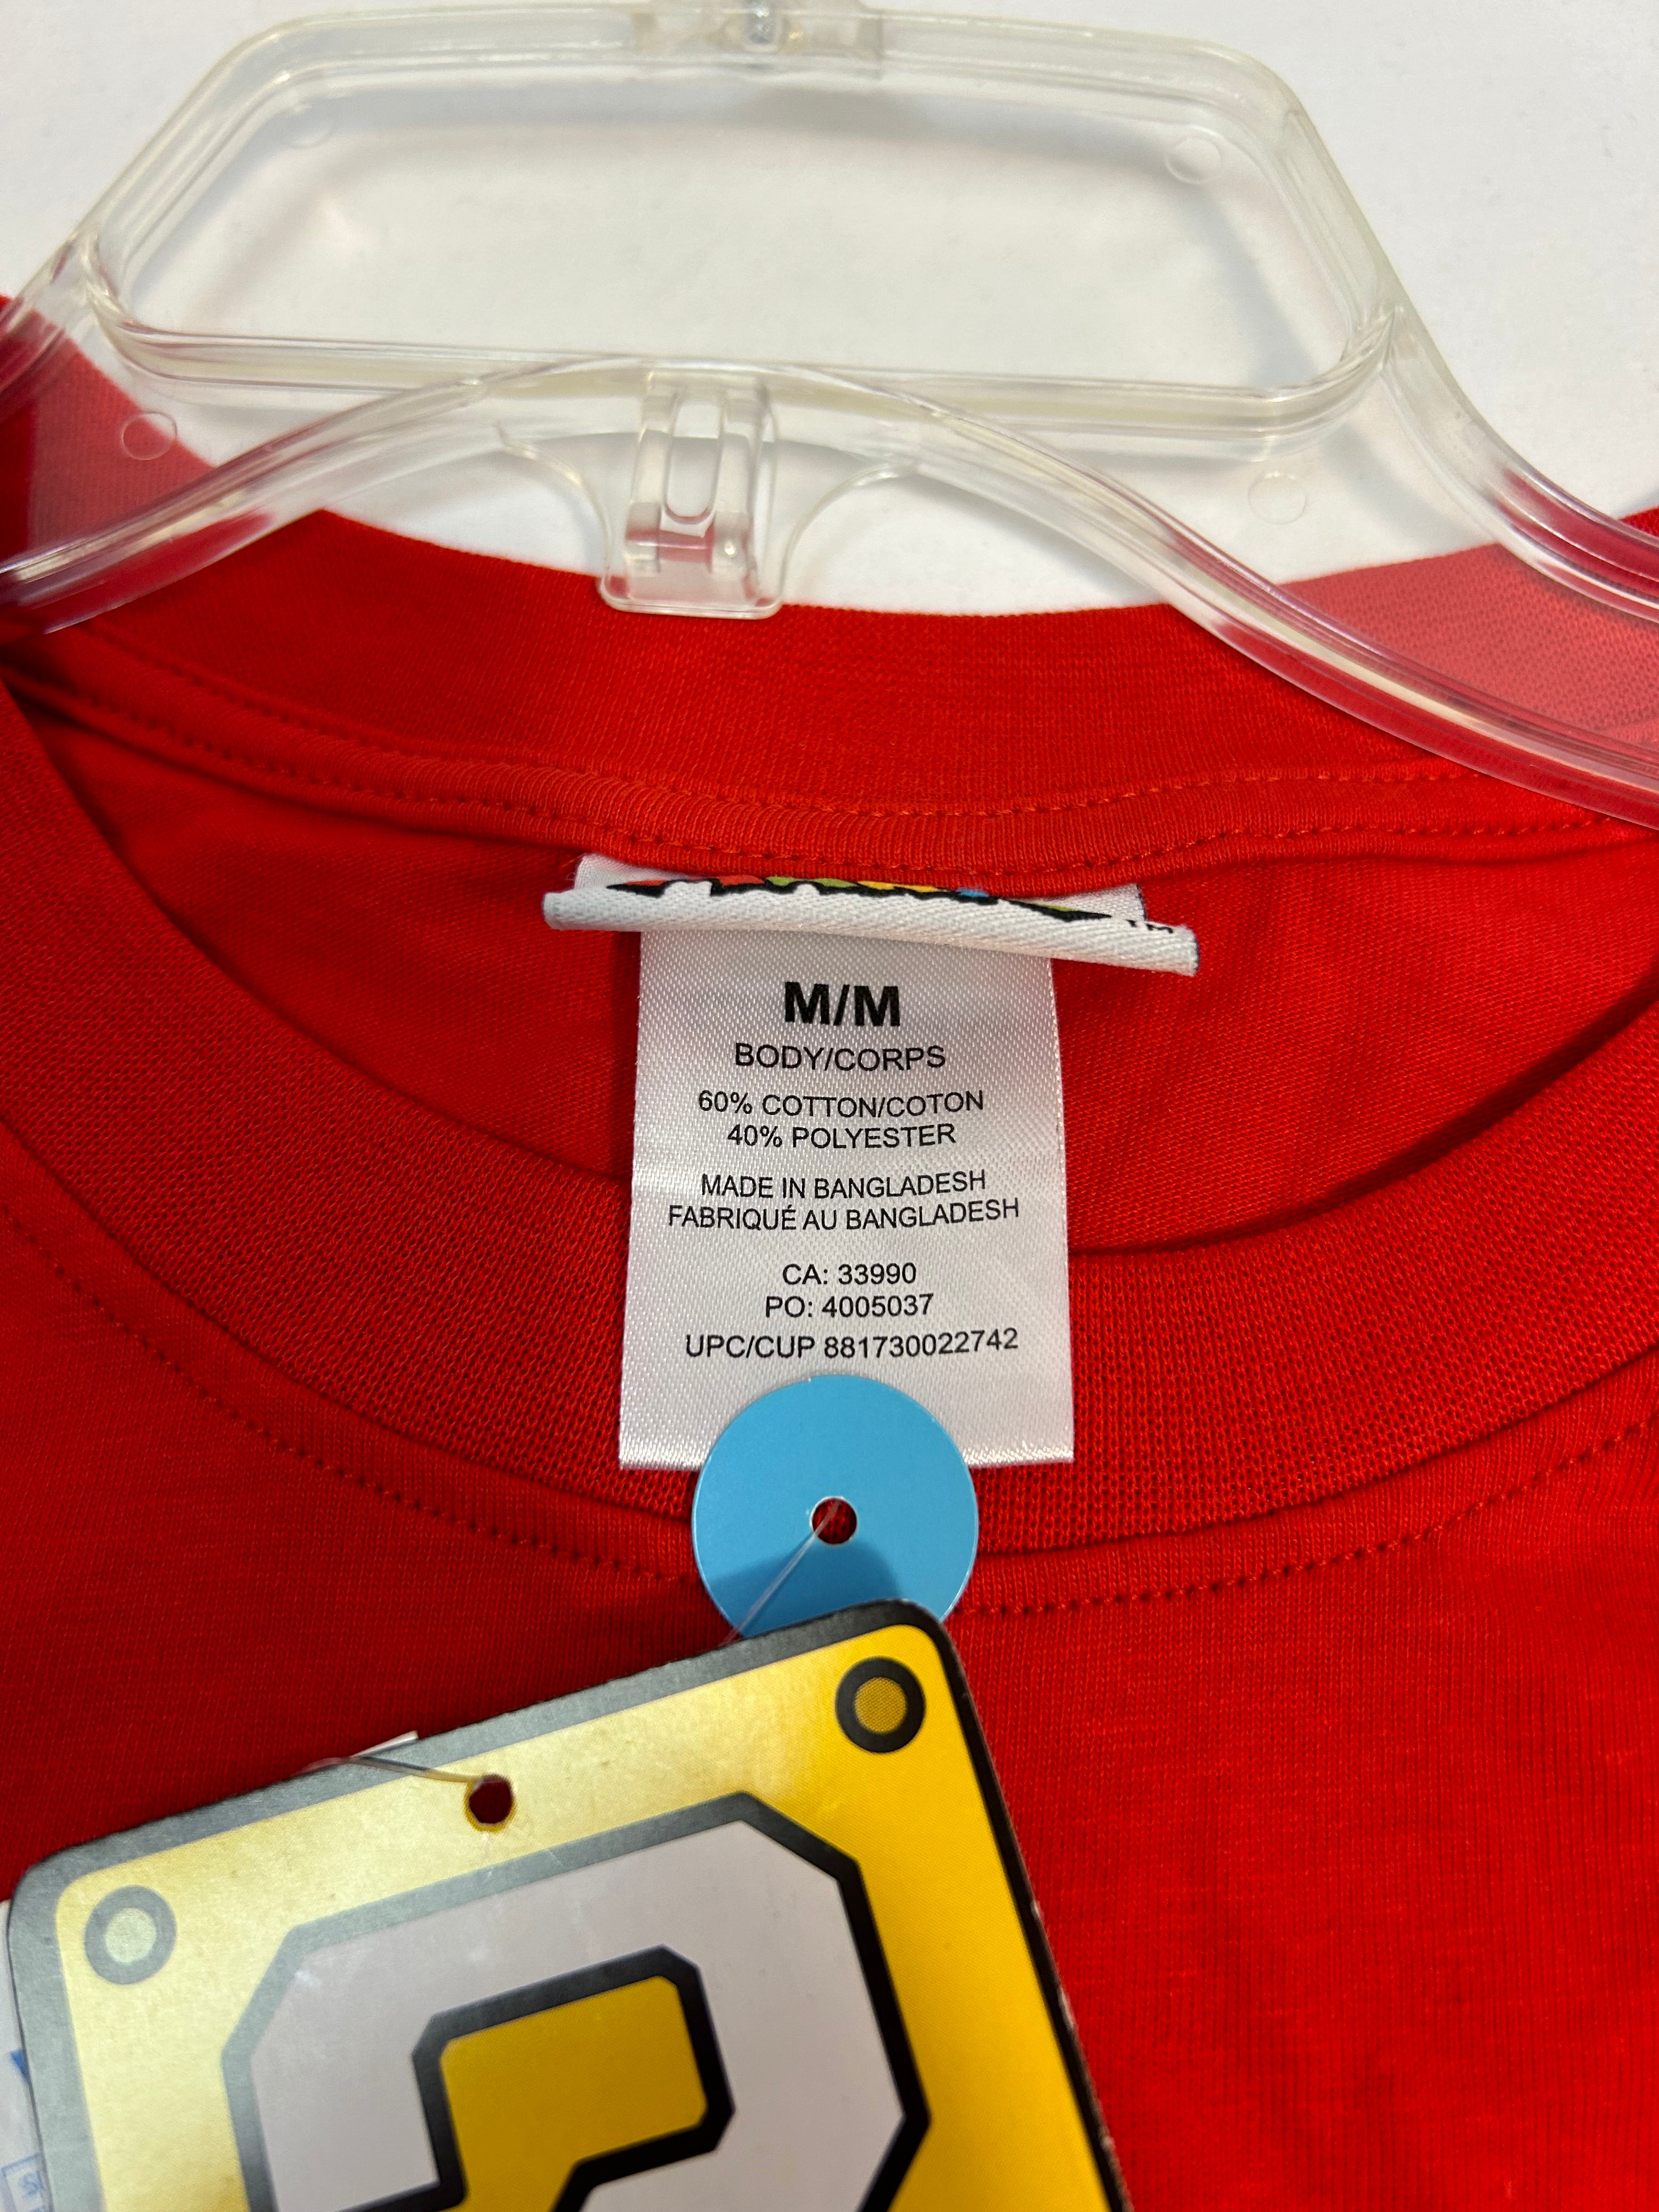 ™
M/M
BODY/CORPS
60% COTTON/COTON
40% POLYESTER
MADE IN BANGLADESH
FABRIQUÉ AU BANGLADESH
CA: 33990
PO: 4005037
UPC/CUP 881730022742
?